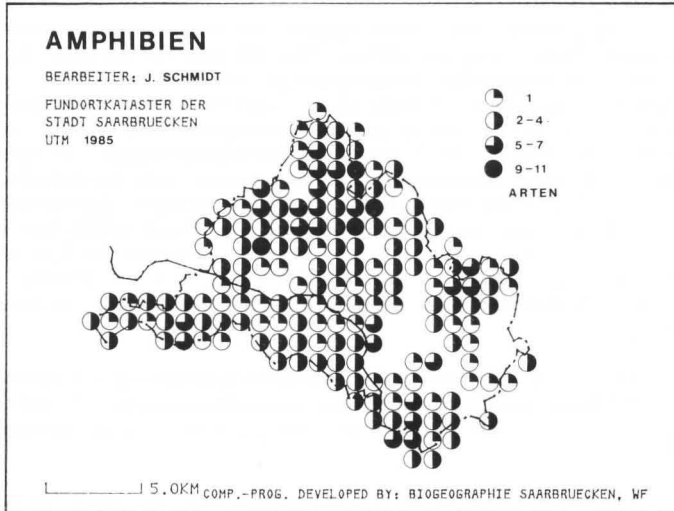 AMPHIBIEN
BEARBEITER: J. SCHMIDT
FUNDORTKATASTER DER
STADT SAARBRUECKEN
UTM 1985
1
2-4
5-7
9-11
ARTEN
5.0KM COMP.-PROG. DEVELOPED BY: BIOGEOGRAPHIE SAARBRUECKEN, WF